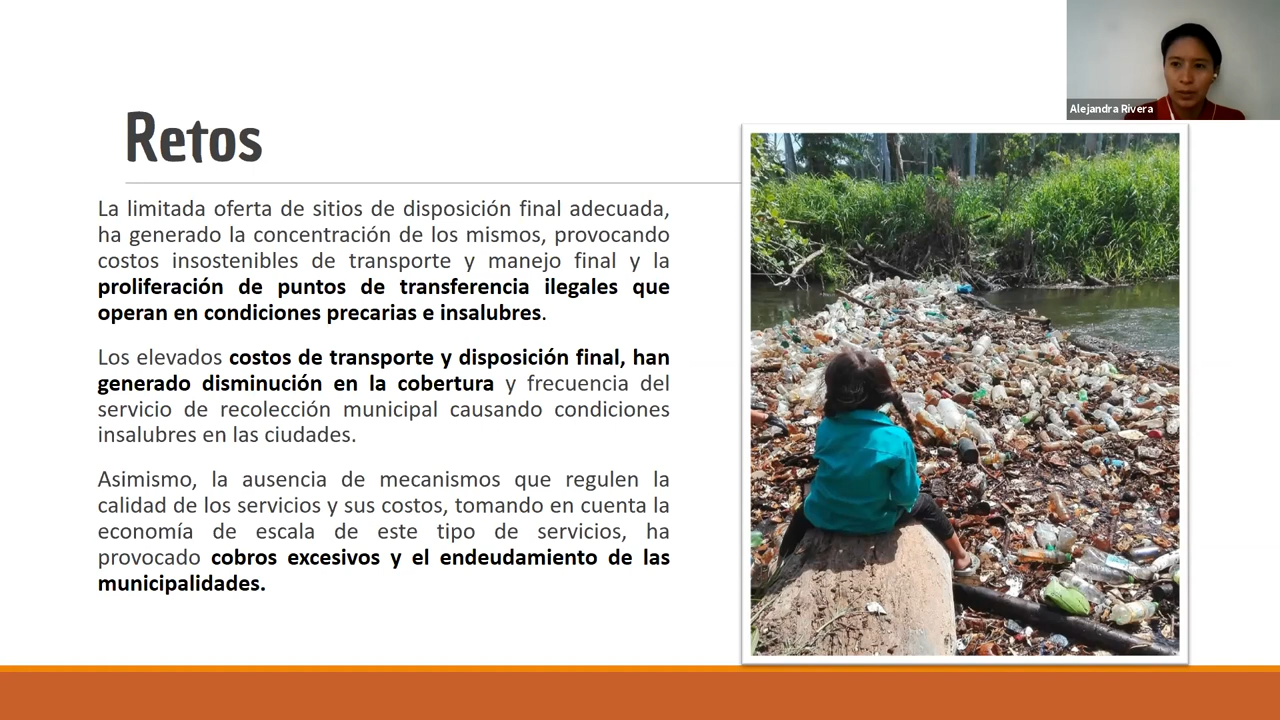 Alejandra Rivera
Retos
La limitada oferta de sitios de disposición final adecuada,
ha generado la concentración de los mismos, provocando
costos insostenibles de transporte y manejo final y la
proliferación de puntos de transferencia ilegales que
operan en condiciones precarias e insalubres.
Los elevados costos de transporte y disposición final, han
generado disminución en la cobertura y frecuencia del
servicio de recolección municipal causando condiciones
insalubres en las ciudades.
Asimismo, la ausencia de mecanismos que regulen la
calidad de los servicios y sus costos, tomando en cuenta la
economía de escala de este tipo de servicios, ha
provocado cobros excesivos y el endeudamiento de las
municipalidades.